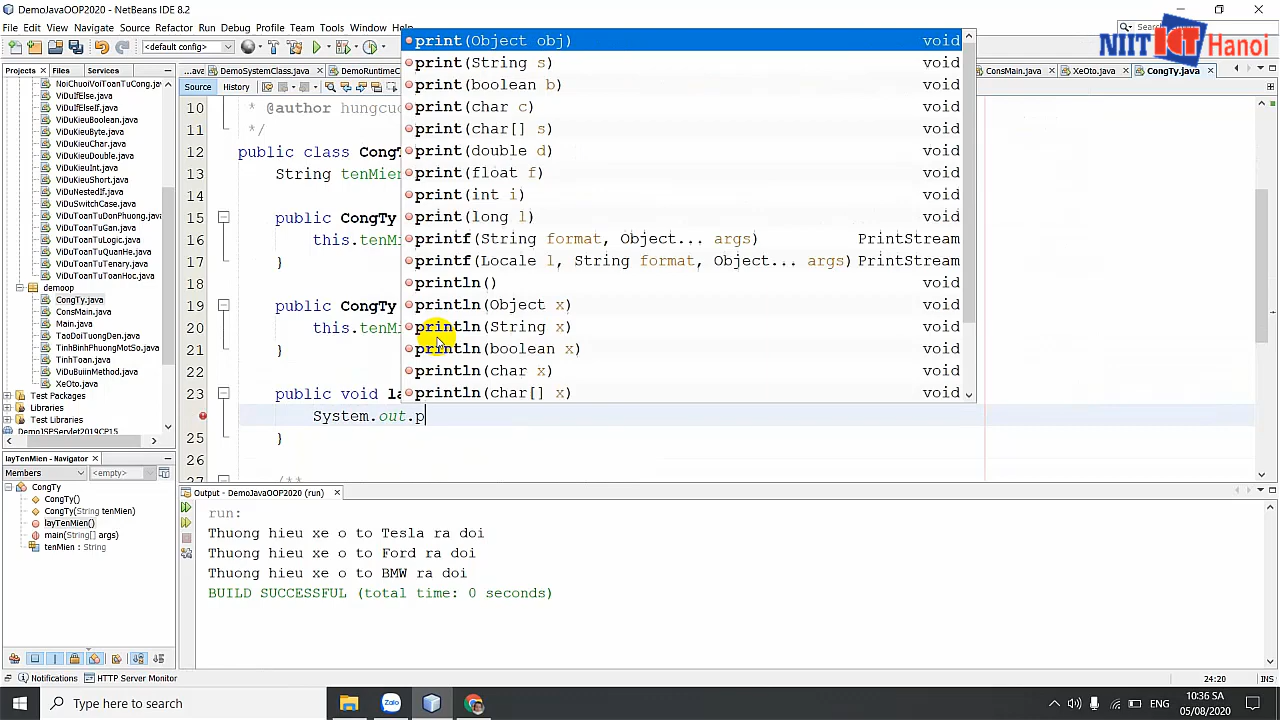 DemoJavaOOP2020 - NetBeans IDE 8.2
File Edit View Navigate Source Refactor Run Debug Profile Team Tools Window Help
<default config>
NIIT ICT Hanoi
Projects Files Services
...ava DemoSystemClass.java ConsMain.java XeOto.java CongTy.java
Source History
NoiChuoiVoiToanTuCong.java
ViDuIfElse.java
ViDuIfElseIf.java
ViDuKieuBoolean.java
ViDuKieuByte.java
ViDuKieuChar.java
ViDuKieuDouble.java
ViDuKieuInt.java
ViDuKieuShort.java
ViDuNestedIf.java
ViDuSwitchCase.java
ViDuToanTuDonPhuong.java
ViDuToanTuGan.java
ViDuToanTuLogic.java
ViDuToanTuQuanHe.java
ViDuToanTuTenary.java
ViDuToanTuToanHoc.java
demoop
CongTy.java
ConsMain.java
Main.java
TaoDoiTuongDen.java
TinhBinhPhuongMotSo.java
TinhToan.java
XeOto.java
Test Packages
Libraries
Test Libraries
DemoJSPServlet2019CP15
10 * @author hungcuo
11 */
12 public class CongT
13 String tenMien
14
15 public CongTy
16 this.tenMi
17 }
18
19 public CongTy
20 this.tenMi
21 }
22
23 public void la
System.out.p
25 }
26
27 /**
print(Object obj) void
print(String s) void
print(boolean b) void
print(char c) void
print(char[] s) void
print(double d) void
print(float f) void
print(int i) void
print(long l) void
printf(String format, Object... args) PrintStream
printf(Locale l, String format, Object... args) PrintStream
println() void
println(Object x) void
println(String x) void
println(boolean x) void
println(char x) void
println(char[] x) void
layTenMien - Navigator
Members <empty>
CongTy
CongTy()
CongTy(String tenMien)
layTenMien()
main(String[] args)
tenMien : String
Output - DemoJavaOOP2020 (run)
run:
Thuong hieu xe o to Tesla ra doi
Thuong hieu xe o to Ford ra doi
Thuong hieu xe o to BMW ra doi
BUILD SUCCESSFUL (total time: 0 seconds)
Notifications HTTP Server Monitor 24:20 INS
Type here to search
Zalo
ENG
10:36 SA
05/08/2020